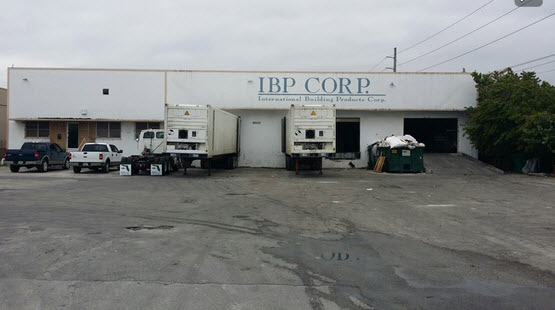 IBP CORP.
International Building Products Corp.